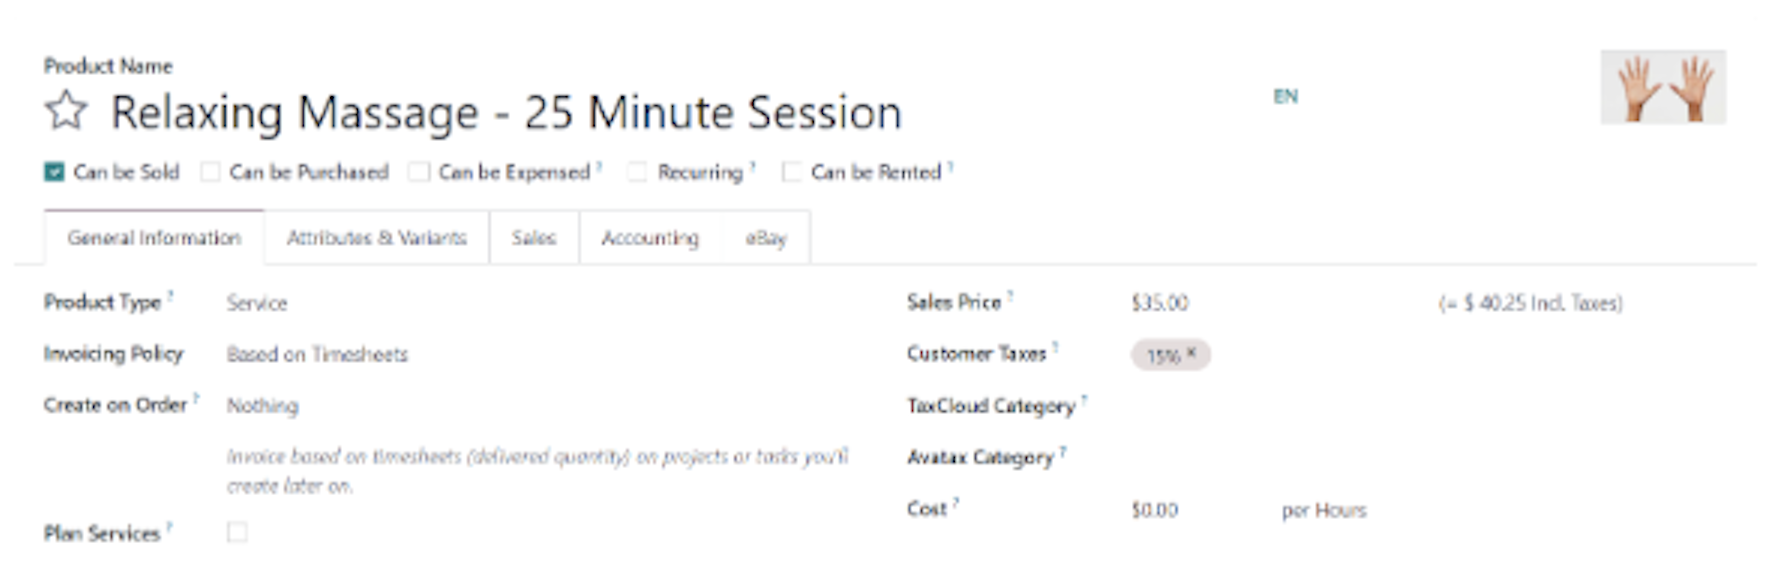 Product Name
Relaxing Massage - 25 Minute Session
EN
Can be Sold Can be Purchased Can be Expensed ? Recurring ? Can be Rented ?
General Information Attributes & Variants Sales Accounting eBay
Product Type ? Service Sales Price ? $35.00 (= $ 40.25 Incl. Taxes)
Invoicing Policy Based on Timesheets Customer Taxes ? 15% ×
Create on Order ? Nothing TaxCloud Category ?
Invoice based on timesheets (delivered quantity) on projects or tasks you'll
create later on.
Avatax Category ?
Cost ? $0.00 per Hours
Plan Services ?